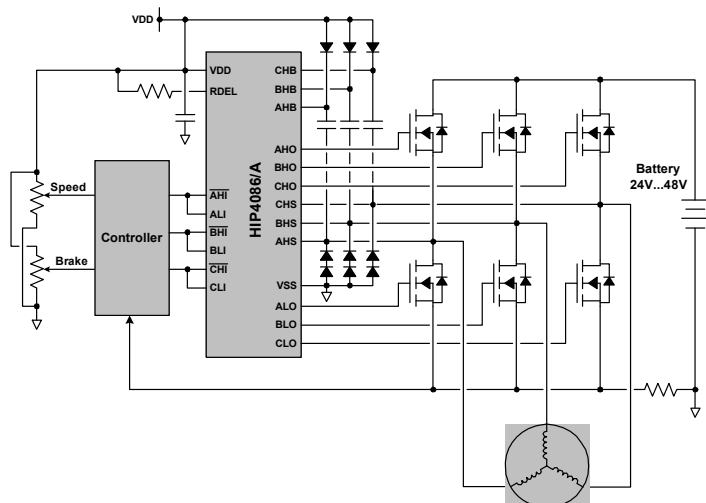 VDD
VDD
RDEL
CHB
BHB
AHB
AHO
BHO
CHO
CHS
BHS
AHS
VSS
ALO
BLO
CLO
HIP4086/A
AHI
ALI
BHI
BLI
CHI
CLI
Speed
Controller
Brake
Battery
24V...48V